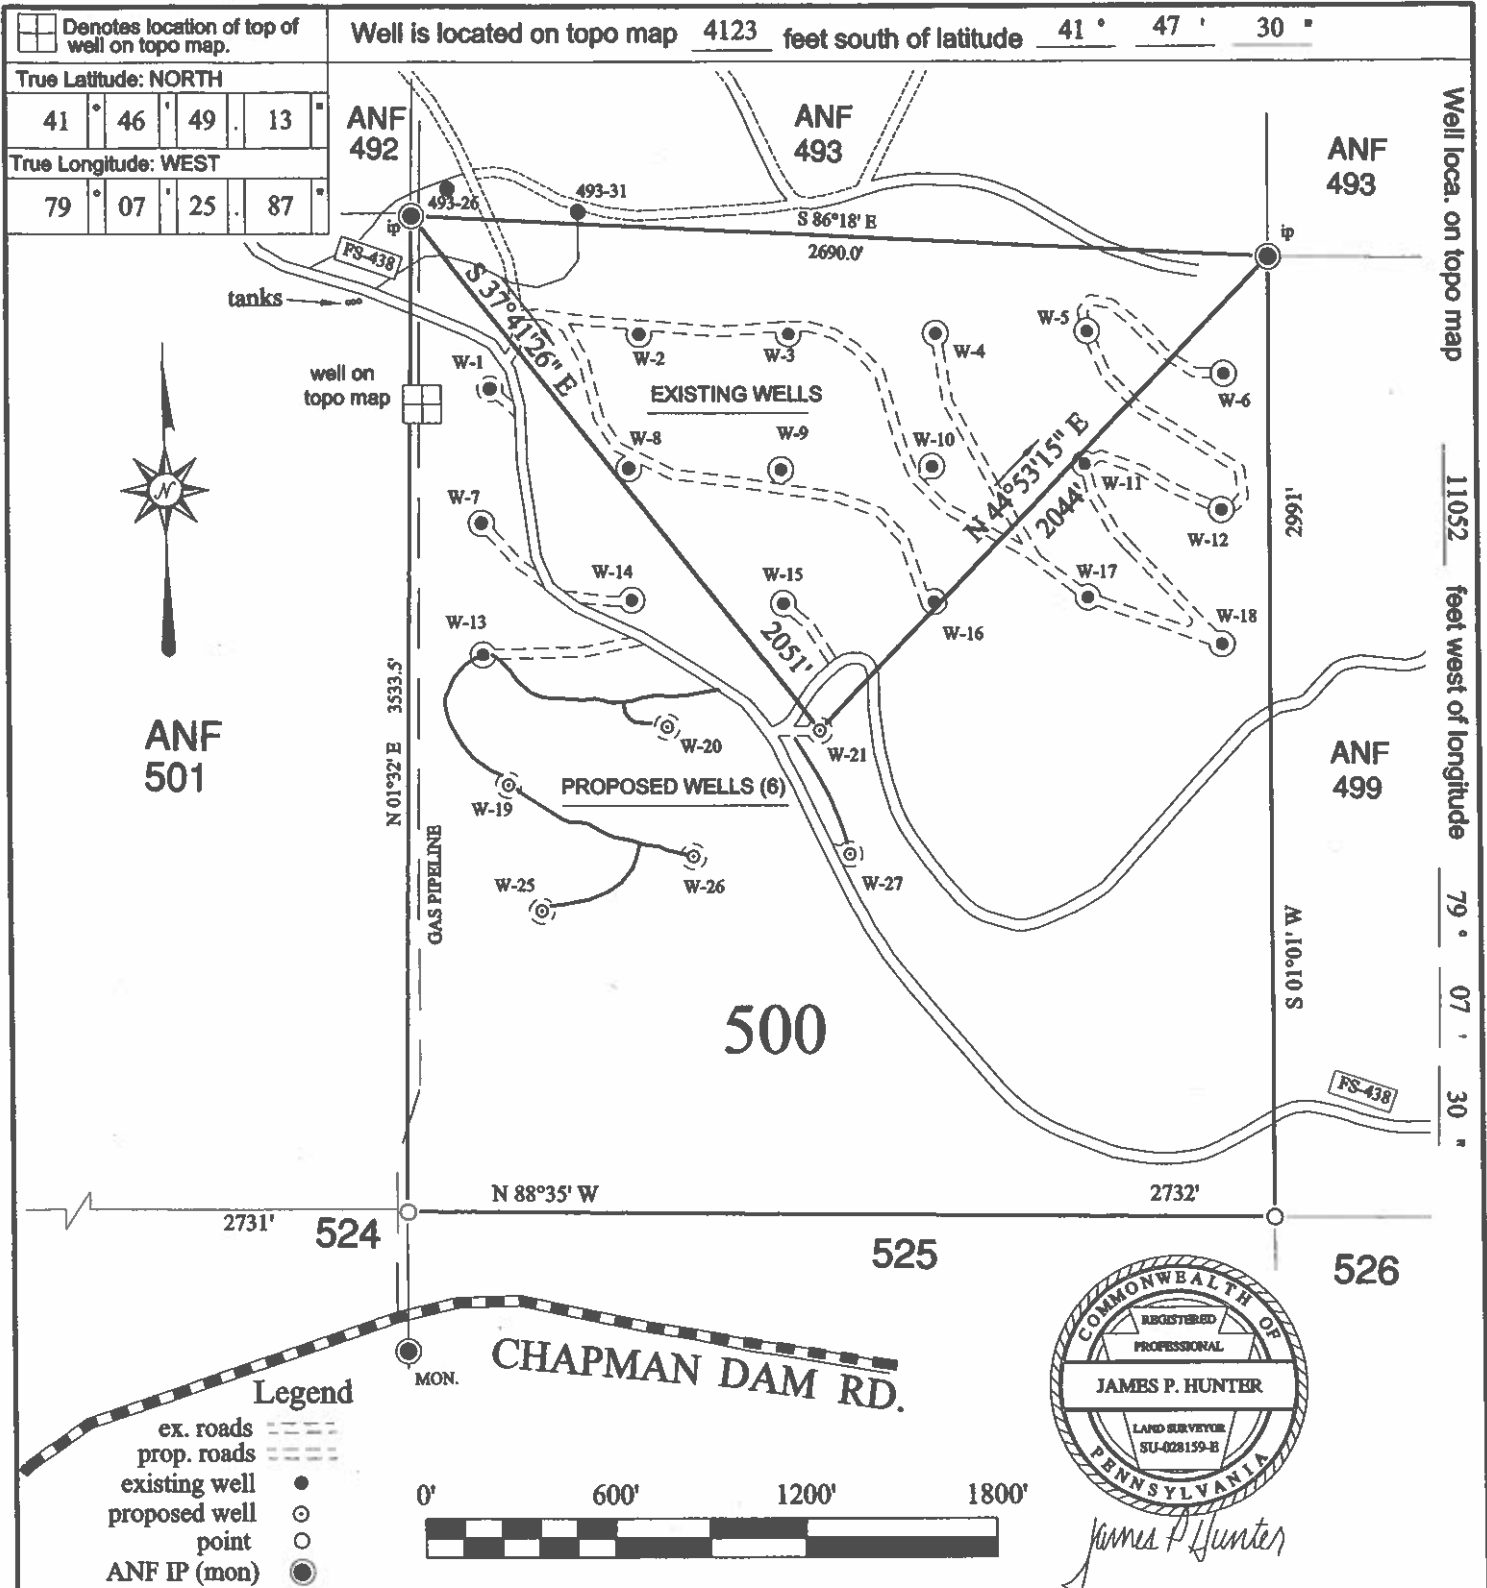 Denotes location of top of
well on topo map.
Well is located on topo map 4123 feet south of latitude 41 ° 47 ' 30 "
True Latitude: NORTH
41 ° 46 ' 49 . 13 "
True Longitude: WEST
79 ° 07 ' 25 . 87 "
Well loca. on topo map 11052 feet west of longitude 79 ° 07 ' 30 "
ANF
492
ANF
493
ANF
493
493-26
493-31
ip
ip
S 86°18' E
2690.0'
FS-438
tanks
S 37°41'26" E
W-1
W-2
W-3
W-4
W-5
W-6
well on
topo map
EXISTING WELLS
W-7
W-8
W-9
W-10
W-11
W-12
N 44°53'15" E
2044'
2991'
N
W-13
W-14
W-15
W-16
W-17
W-18
2051'
N 01°32' E 3533.5'
GAS PIPELINE
ANF
501
W-20
W-21
W-19
PROPOSED WELLS (6)
ANF
499
W-25
W-26
W-27
S 01°01' W
500
FS-438
N 88°35' W
2732'
2731'
524
525
526
MON.
CHAPMAN DAM RD.
Legend
ex. roads
prop. roads
existing well
proposed well
point
ANF IP (mon)
0' 600' 1200' 1800'
COMMONWEALTH OF
REGISTERED
PROFESSIONAL
JAMES P. HUNTER
LAND SURVEYOR
SU-028159-E
PENNSYLVANIA
James P Hunter